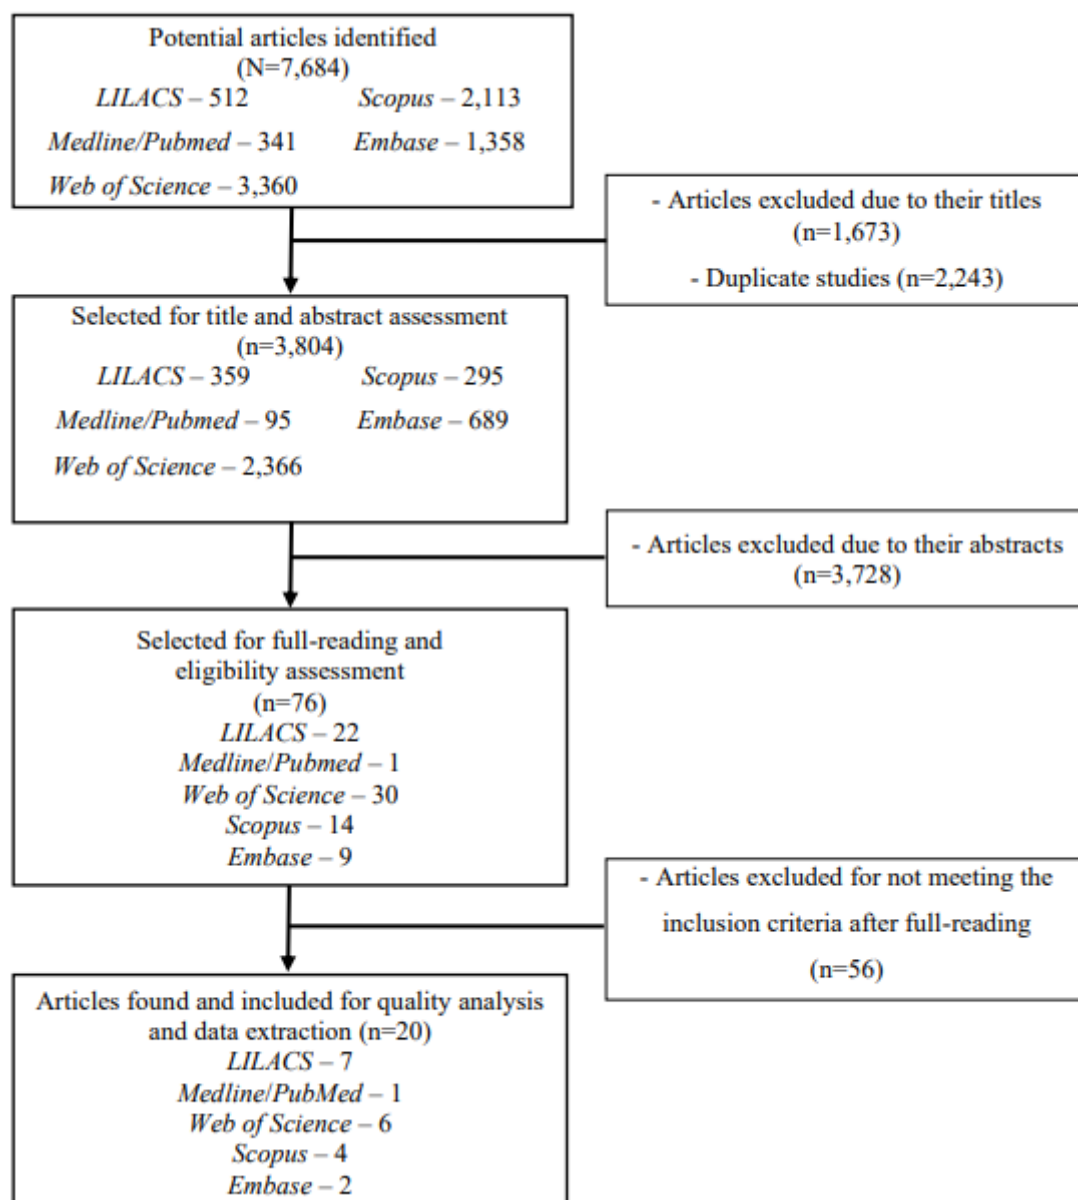 Potential articles identified
(N=7,684)
LILACS – 512 Scopus – 2,113
Medline/Pubmed – 341 Embase – 1,358
Web of Science – 3,360
- Articles excluded due to their titles
(n=1,673)
- Duplicate studies (n=2,243)
Selected for title and abstract assessment
(n=3,804)
LILACS – 359 Scopus – 295
Medline/Pubmed – 95 Embase – 689
Web of Science – 2,366
- Articles excluded due to their abstracts
(n=3,728)
Selected for full-reading and
eligibility assessment
(n=76)
LILACS – 22
Medline/Pubmed – 1
Web of Science – 30
Scopus – 14
Embase – 9
- Articles excluded for not meeting the
inclusion criteria after full-reading
(n=56)
Articles found and included for quality analysis
and data extraction (n=20)
LILACS – 7
Medline/PubMed – 1
Web of Science – 6
Scopus – 4
Embase – 2